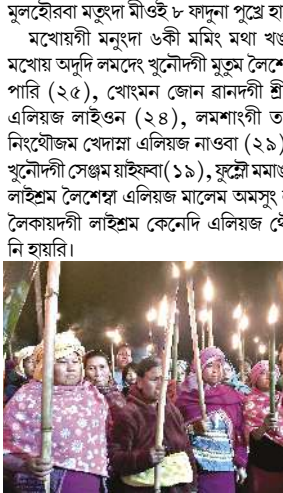 মুলহৌরবা মতুংদা মীওই ৮ ফাদুনা পুখ্রে হা
মখোয়গী মনুংদা ৬কী মমিং মথা খঙ
মখোয় অদুদি লমদেং খুনৌদগী মুতুম লৈশে
পারি (২৫), খোংমন জোন ৱানদগী শ্রী
এলিয়জ লাইওন (২৪), লমশাংগী ত
নিংথৌজম খেদাম্না এলিয়জ নাওবা (২৯)
খুনৌদগী সেঞ্জম য়াইফবা(১৯), ফুম্লৌ মমাঙ
লাইশ্রম লৈশেম্বা এলিয়জ মালেম অমসুং
লৈকায়দগী লাইশ্রম কেনেদি এলিয়জ থৌ
নি হায়রি।